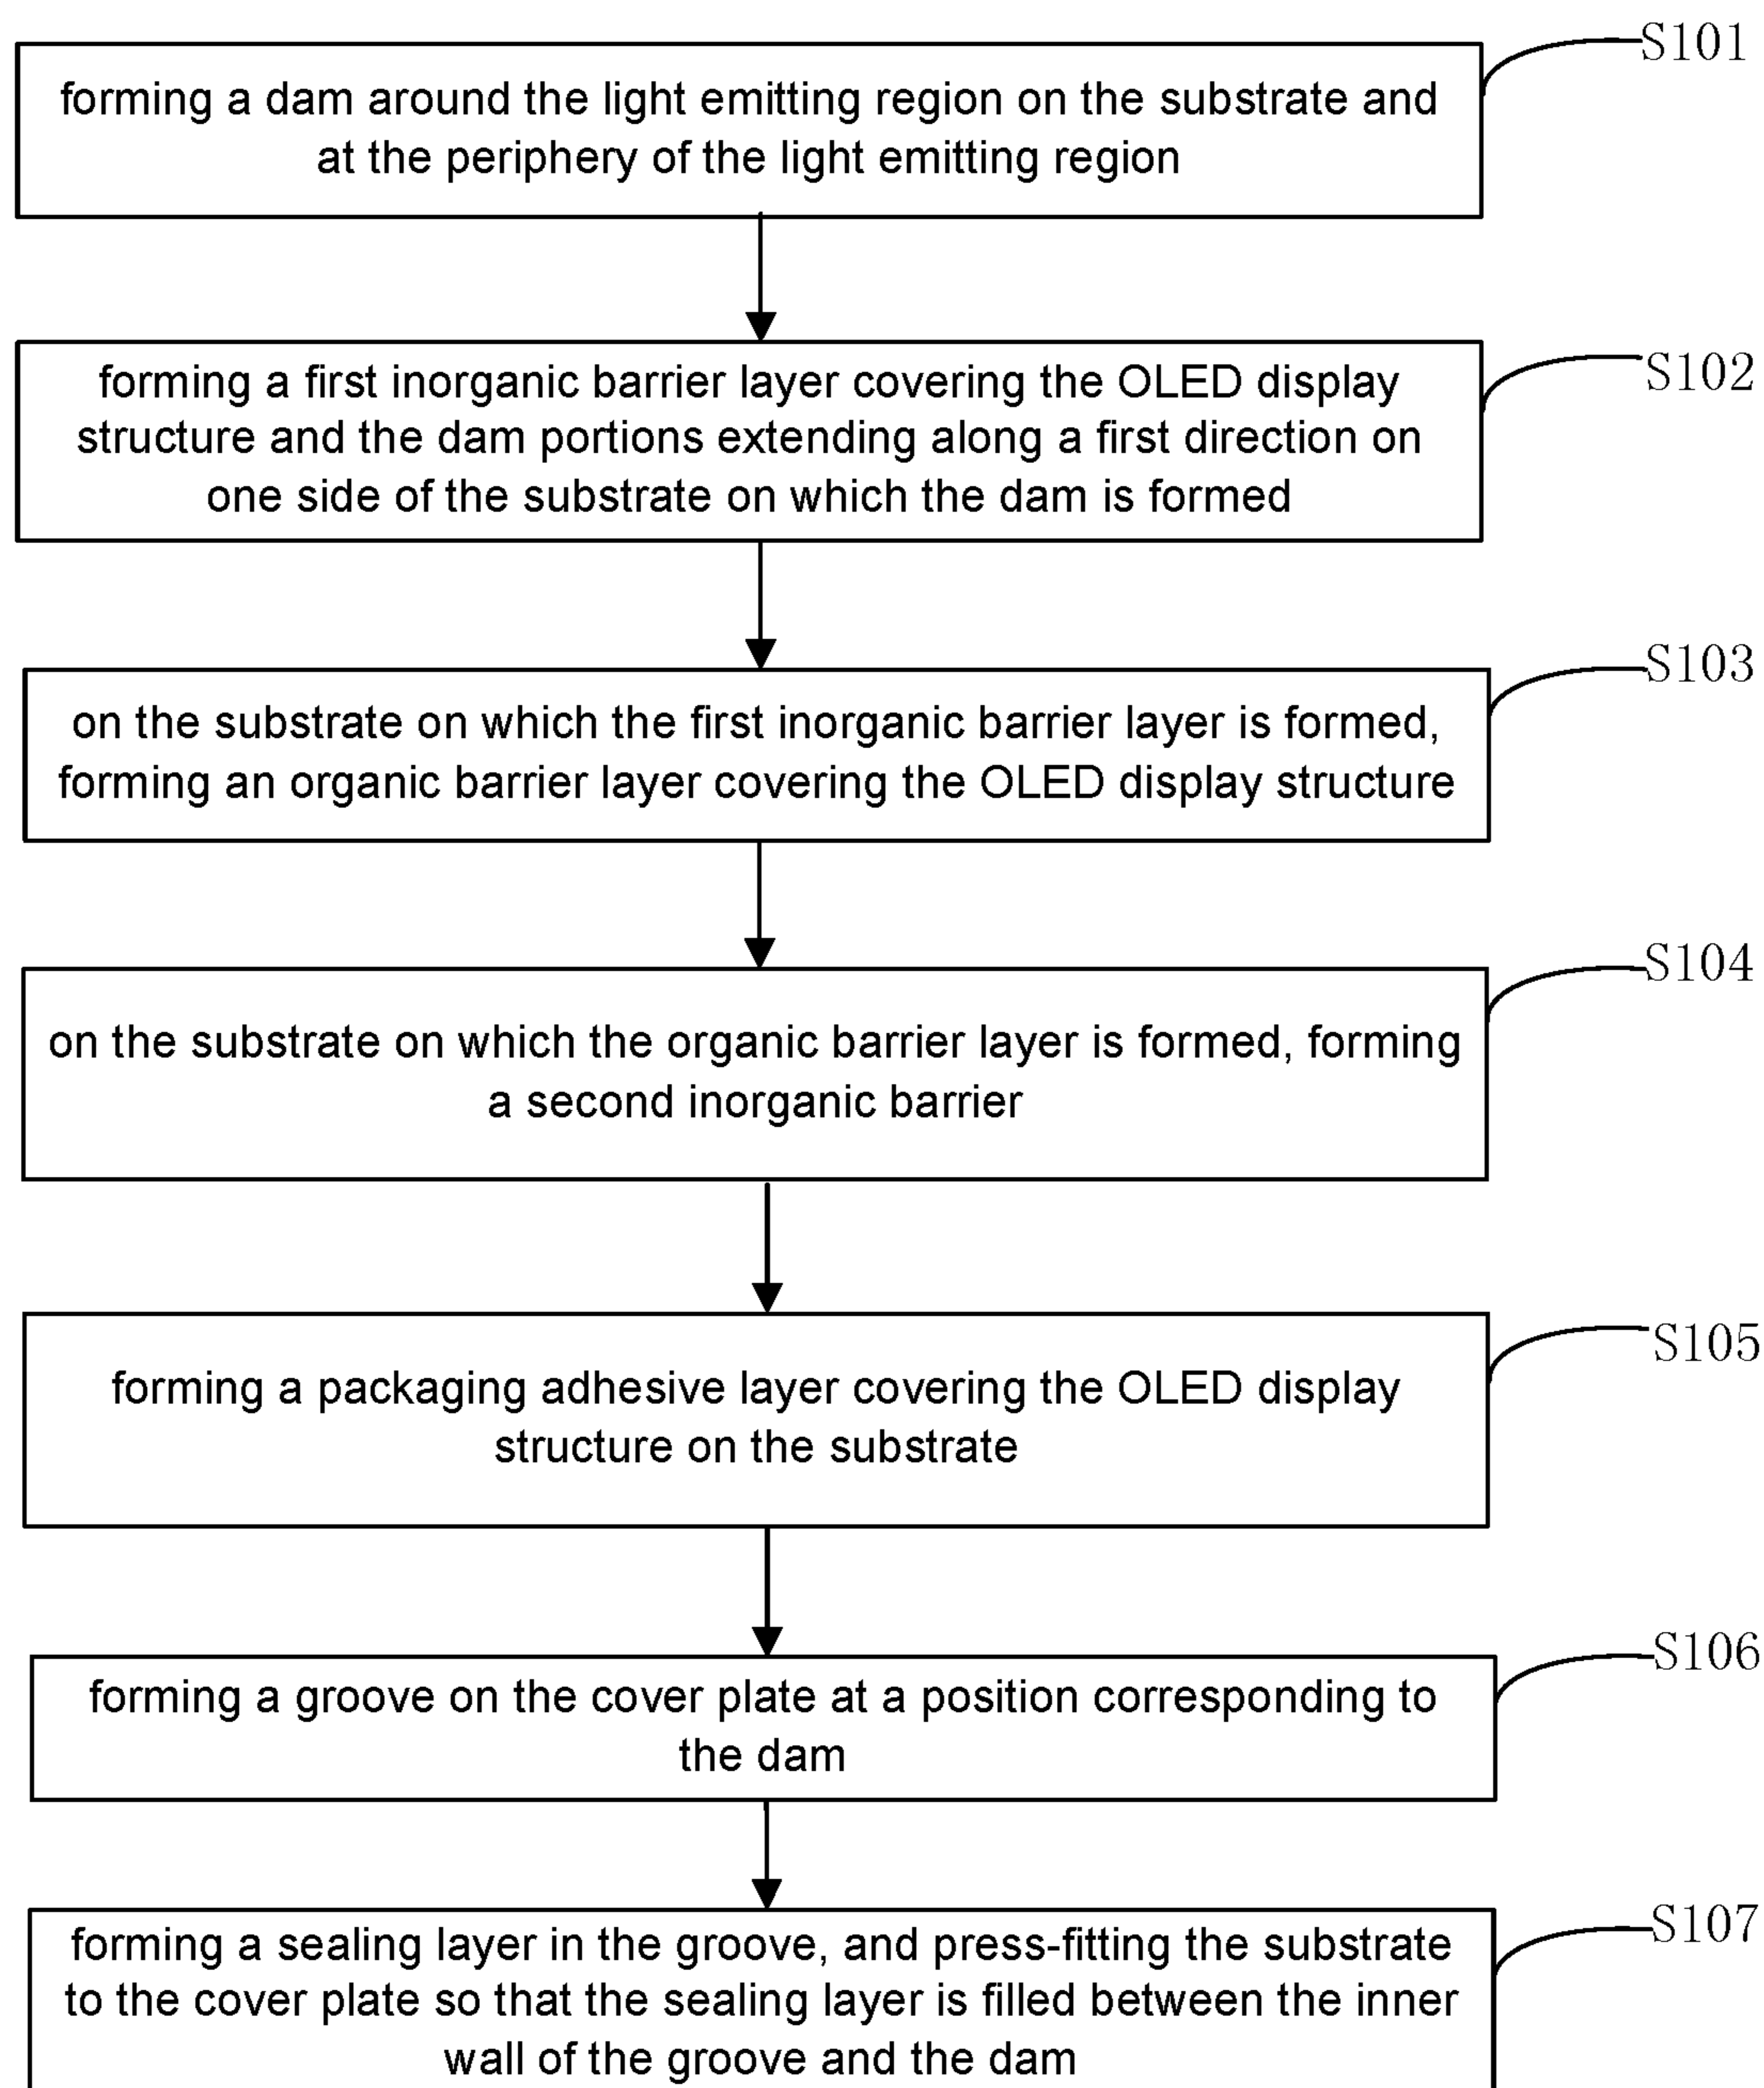 S101
forming a dam around the light emitting region on the substrate and
at the periphery of the light emitting region
S102
forming a first inorganic barrier layer covering the OLED display
structure and the dam portions extending along a first direction on
one side of the substrate on which the dam is formed
S103
on the substrate on which the first inorganic barrier layer is formed,
forming an organic barrier layer covering the OLED display structure
S104
on the substrate on which the organic barrier layer is formed, forming
a second inorganic barrier
S105
forming a packaging adhesive layer covering the OLED display
structure on the substrate
S106
forming a groove on the cover plate at a position corresponding to
the dam
S107
forming a sealing layer in the groove, and press-fitting the substrate
to the cover plate so that the sealing layer is filled between the inner
wall of the groove and the dam